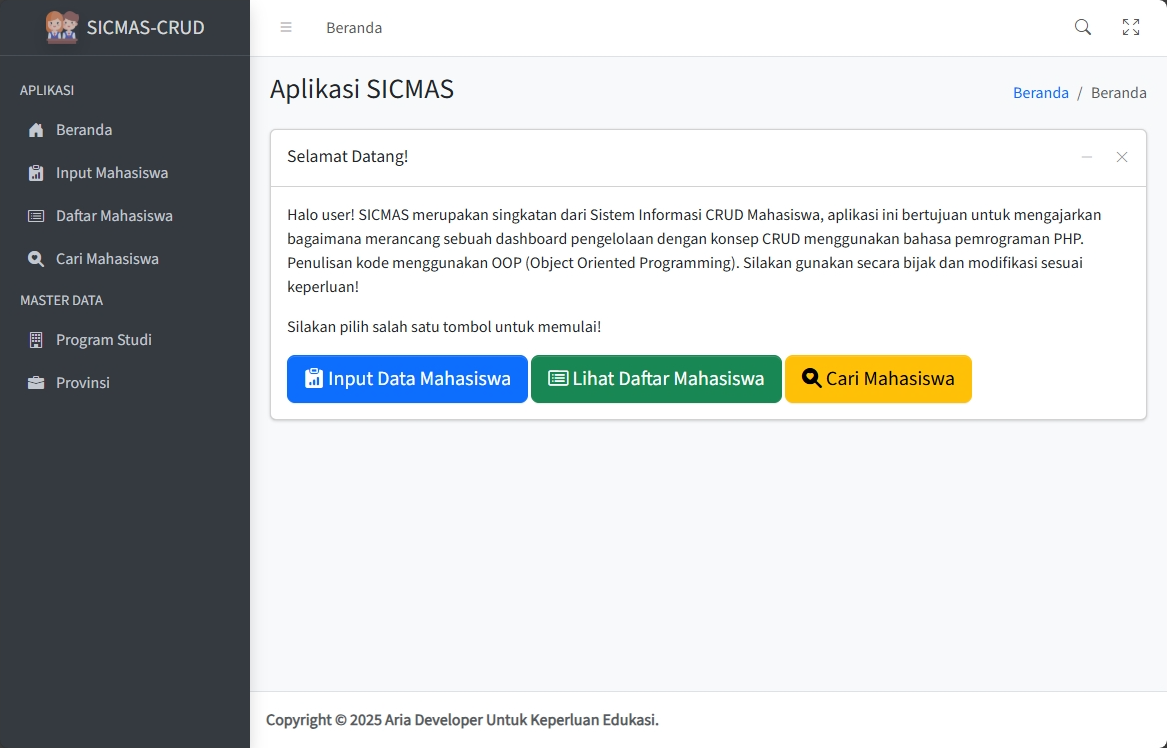 SICMAS-CRUD
Beranda
APLIKASI
Beranda
Input Mahasiswa
Daftar Mahasiswa
Cari Mahasiswa
MASTER DATA
Program Studi
Provinsi
Aplikasi SICMAS
Beranda / Beranda
Selamat Datang!
Halo user! SICMAS merupakan singkatan dari Sistem Informasi CRUD Mahasiswa, aplikasi ini bertujuan untuk mengajarkan
bagaimana merancang sebuah dashboard pengelolaan dengan konsep CRUD menggunakan bahasa pemrograman PHP.
Penulisan kode menggunakan OOP (Object Oriented Programming). Silakan gunakan secara bijak dan modifikasi sesuai
keperluan!
Silakan pilih salah satu tombol untuk memulai!
Input Data Mahasiswa Lihat Daftar Mahasiswa Cari Mahasiswa
Copyright © 2025 Aria Developer Untuk Keperluan Edukasi.